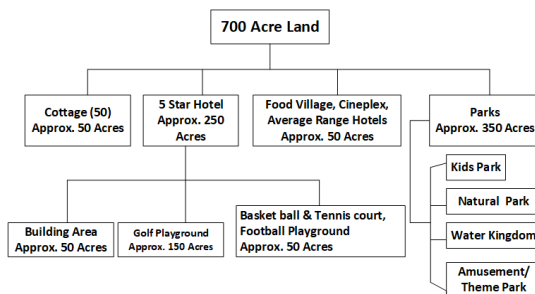 700 Acre Land
Cottage (50)
Approx. 50 Acres
5 Star Hotel
Approx. 250
Acres
Food Village, Cineplex,
Average Range Hotels
Approx. 50 Acres
Parks
Approx. 350 Acres
Kids Park
Natural Park
Water Kingdom
Amusement/
Theme Park
Building Area
Approx. 50 Acres
Golf Playground
Approx. 150 Acres
Basket ball & Tennis court,
Football Playground
Approx. 50 Acres